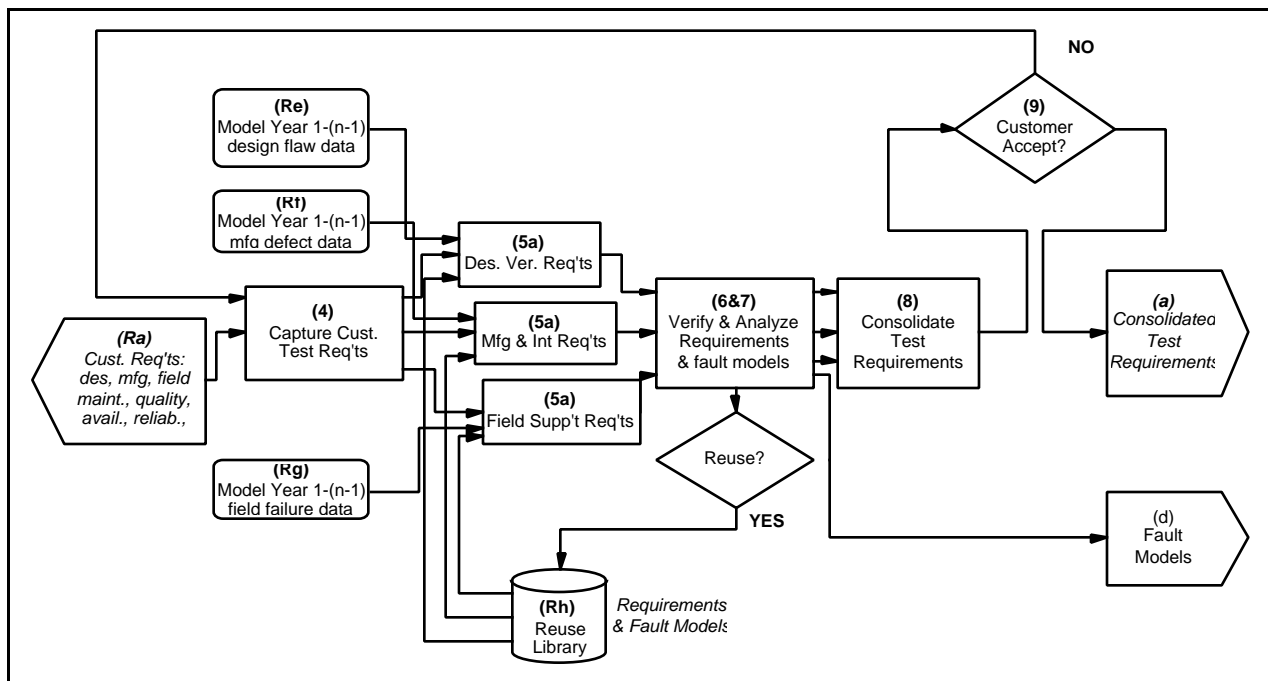 NO
(9)
Customer
Accept?
(Re)
Model Year 1-(n-1)
design flaw data
(Rf)
Model Year 1-(n-1)
mfg defect data
(5a)
Des. Ver. Req'ts
(4)
Capture Cust.
Test Req'ts
(5a)
Mfg & Int Req'ts
(6&7)
Verify & Analyze
Requirements
& fault models
(8)
Consolidate
Test
Requirements
(a)
Consolidated
Test
Requirements
(Ra)
Cust. Req'ts:
des, mfg, field
maint., quality,
avail., reliab.,
(5a)
Field Supp't Req'ts
(Rg)
Model Year 1-(n-1)
field failure data
Reuse?
YES
(d)
Fault
Models
(Rh)
Reuse
Library
Requirements
& Fault Models